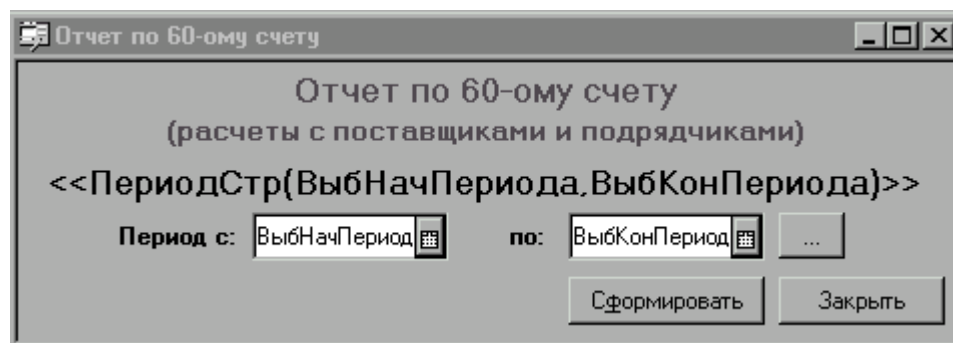 Отчет по 60-ому счету
Отчет по 60-ому счету
(расчеты с поставщиками и подрядчиками)
<<ПериодСтр(ВыбНачПериода,ВыбКонПериода)>>
Период с: ВыбНачПериод по: ВыбКонПериод ...
Сформировать Закрыть